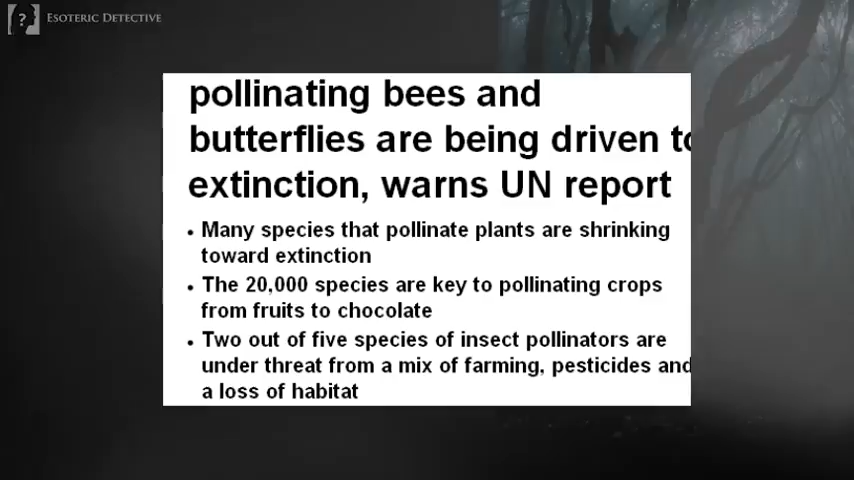 Esoteric Detective
pollinating bees and
butterflies are being driven to
extinction, warns UN report
• Many species that pollinate plants are shrinking
toward extinction
• The 20,000 species are key to pollinating crops
from fruits to chocolate
• Two out of five species of insect pollinators are
under threat from a mix of farming, pesticides and
a loss of habitat